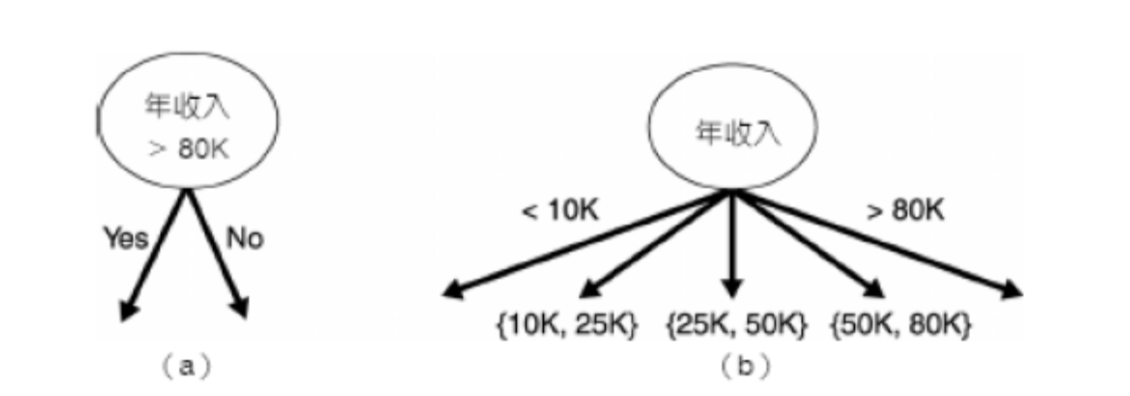 年收入
> 80K
Yes
No
(a)
年收入
< 10K
> 80K
{10K, 25K}
{25K, 50K}
{50K, 80K}
(b)